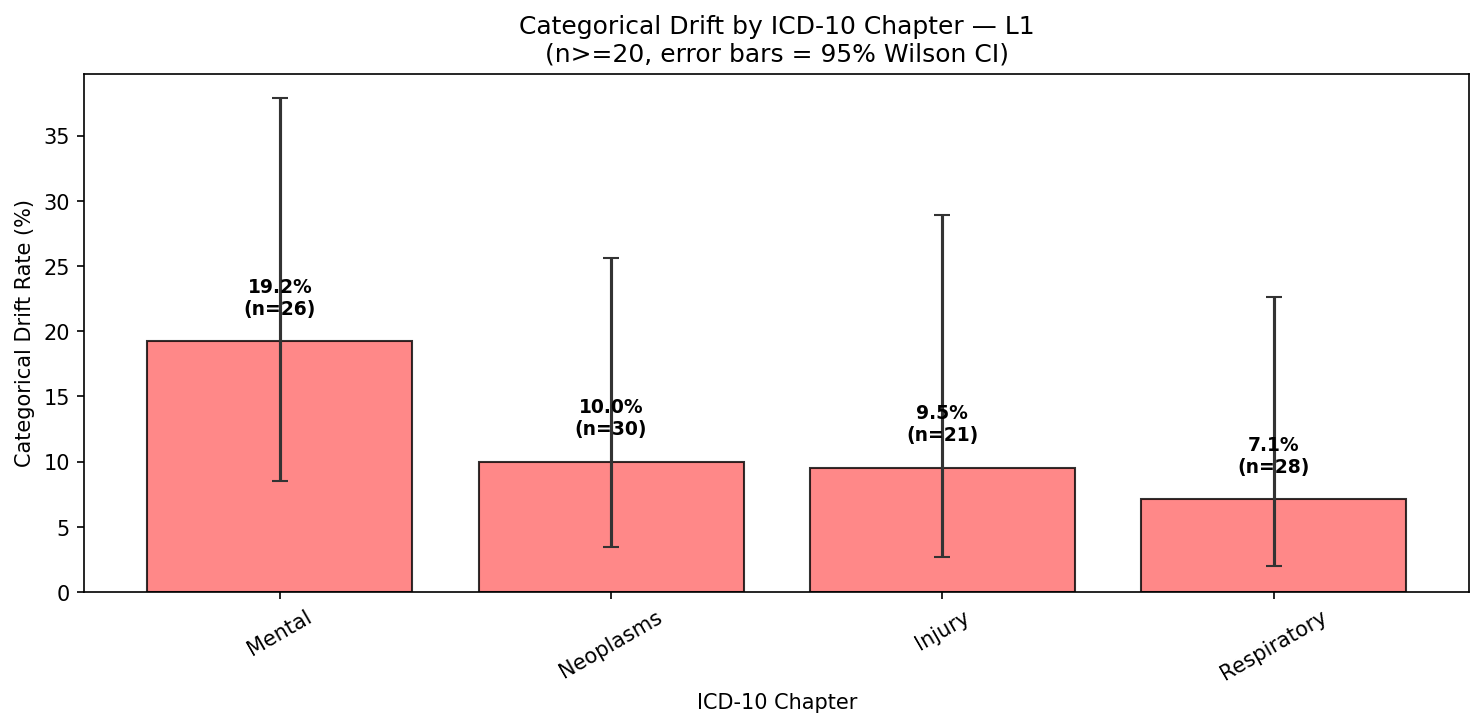 Categorical Drift by ICD-10 Chapter — L1
(n>=20, error bars = 95% Wilson CI)
Categorical Drift Rate (%)
35
30
25
20
15
10
5
0
19.2%
(n=26)
10.0%
(n=30)
9.5%
(n=21)
7.1%
(n=28)
Mental
Neoplasms
Injury
Respiratory
ICD-10 Chapter